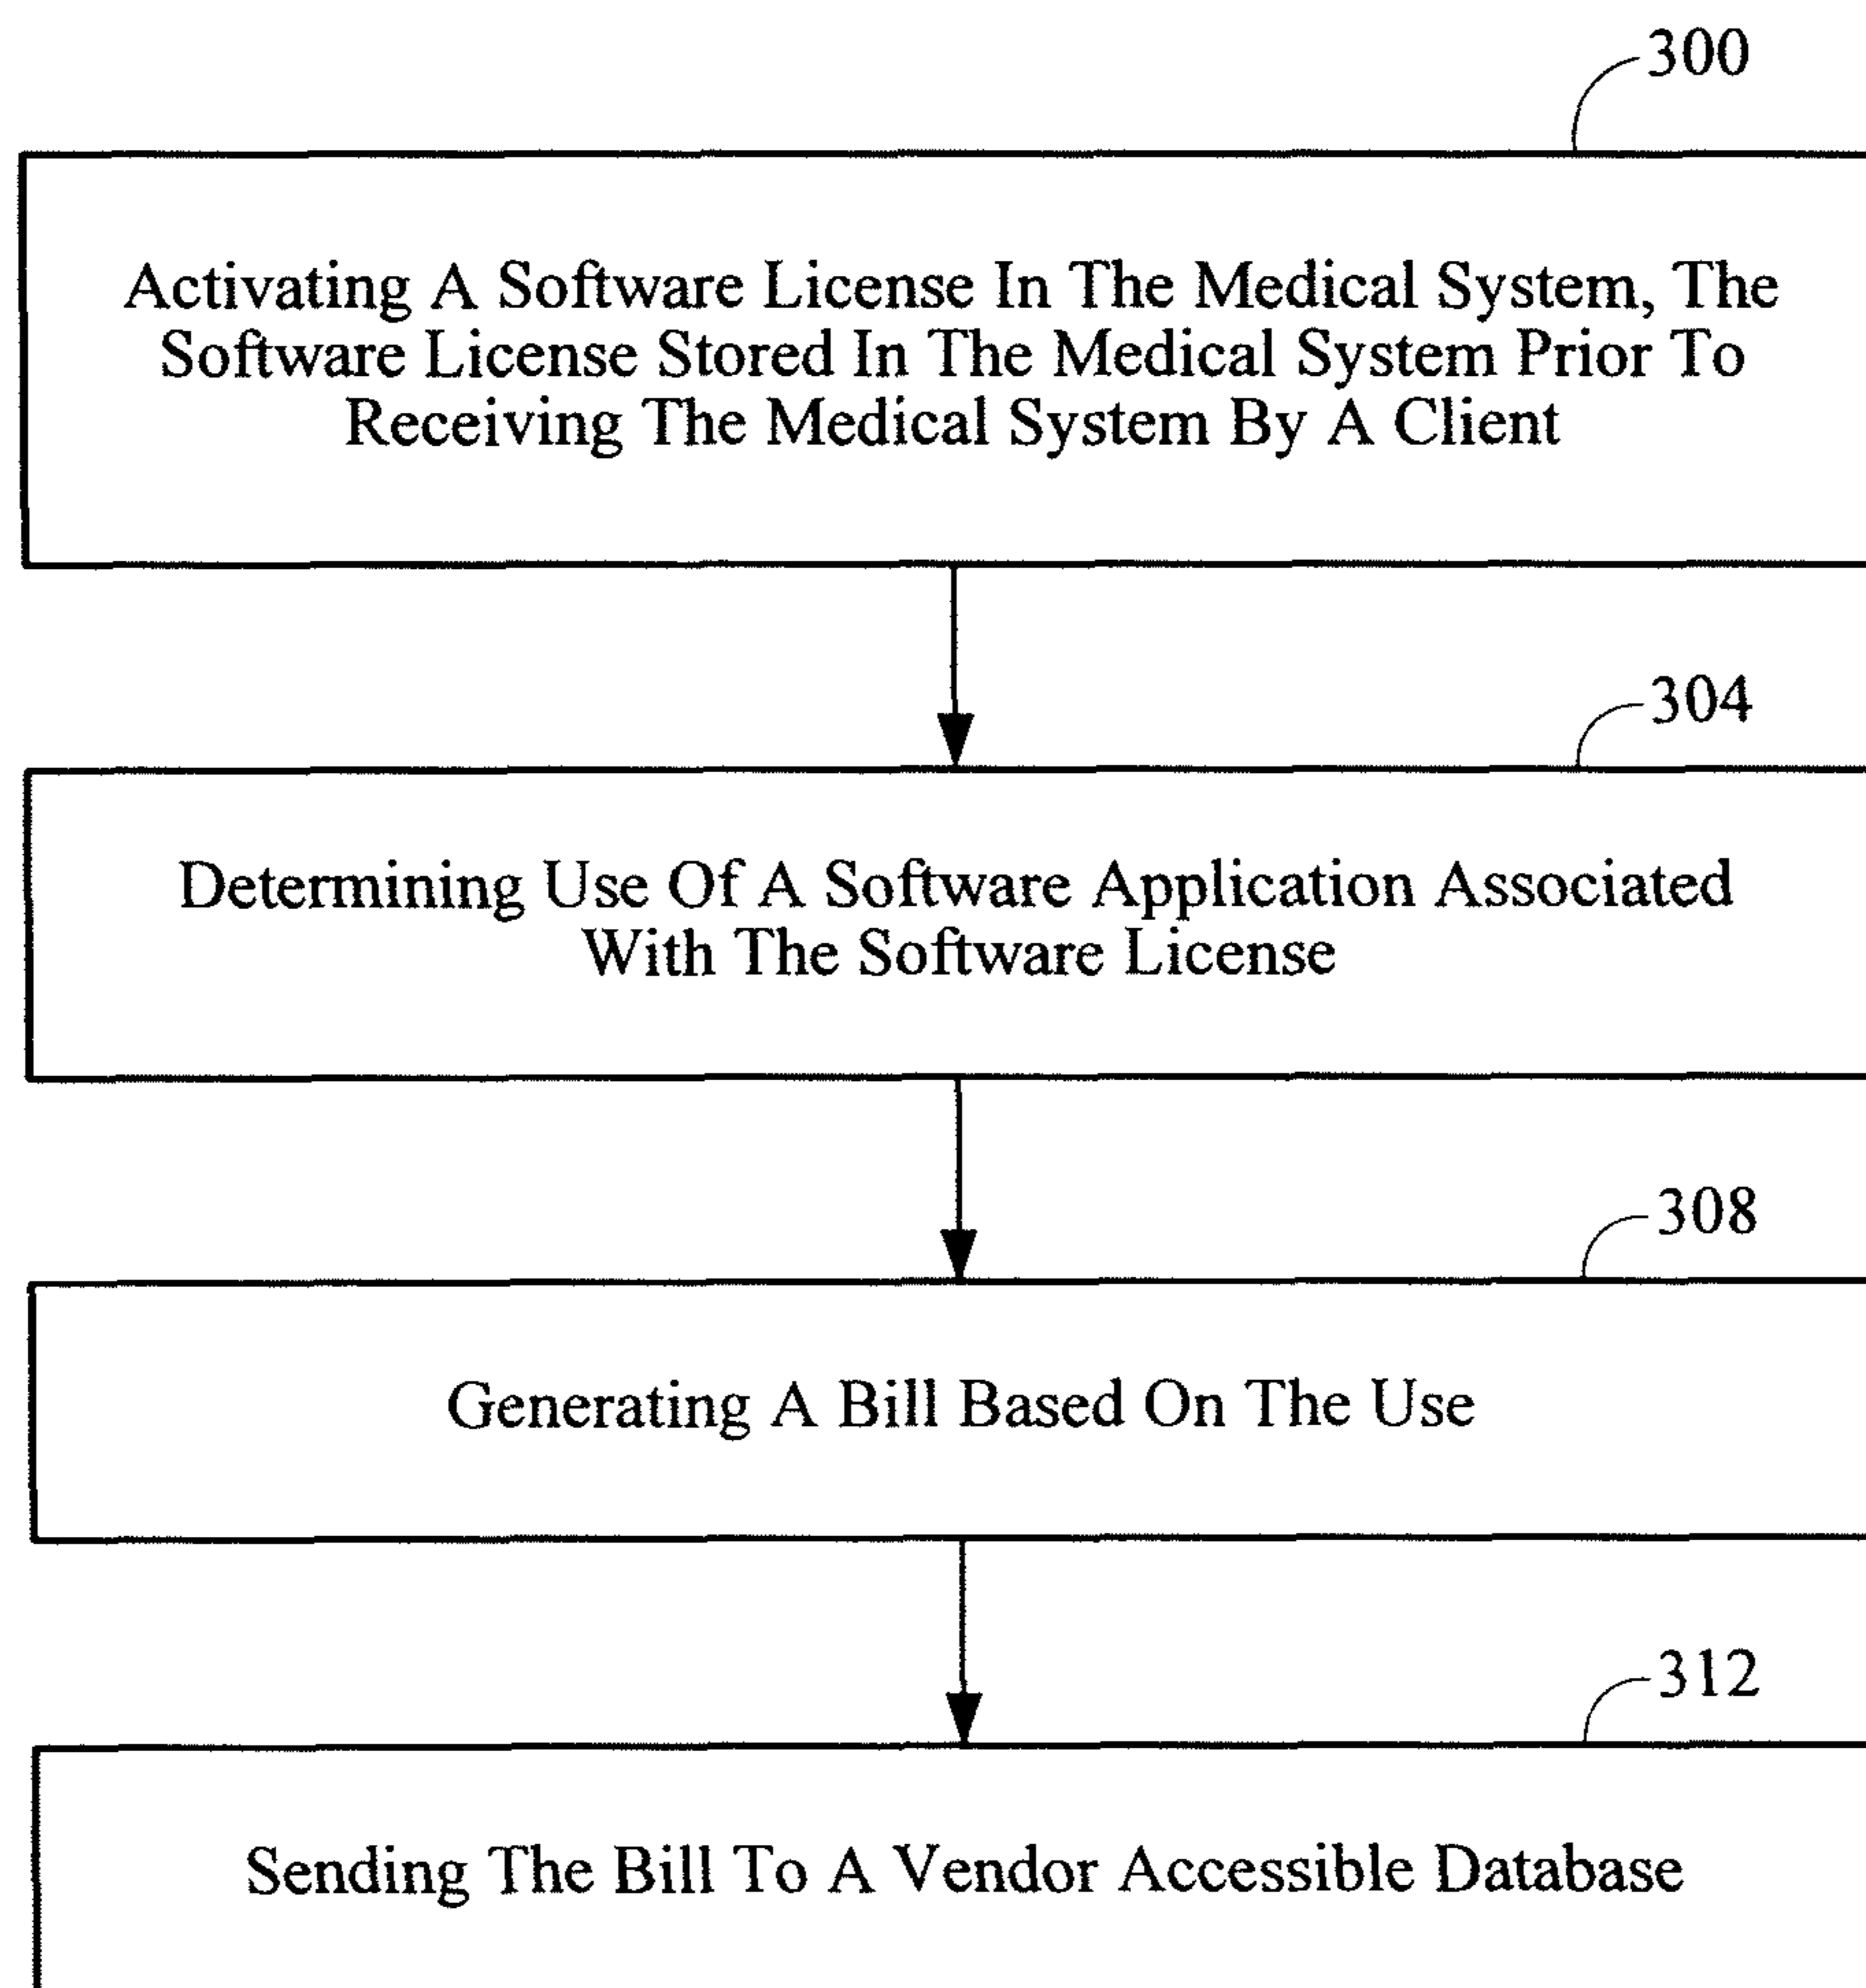 300
Activating A Software License In The Medical System, The
Software License Stored In The Medical System Prior To
Receiving The Medical System By A Client
304
Determining Use Of A Software Application Associated
With The Software License
308
Generating A Bill Based On The Use
312
Sending The Bill To A Vendor Accessible Database